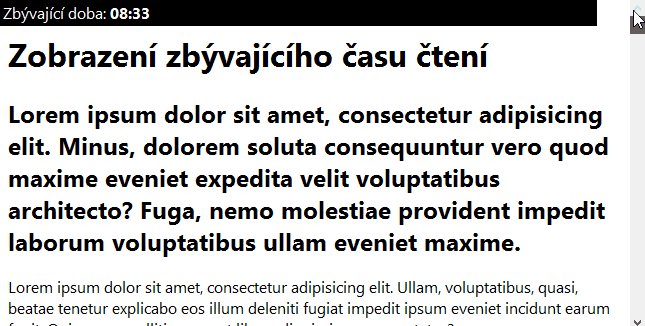 Zbývající doba: 08:33
Zobrazení zbývajícího času čtení
Lorem ipsum dolor sit amet, consectetur adipisicing
elit. Minus, dolorem soluta consequuntur vero quod
maxime eveniet expedita velit voluptatibus
architecto? Fuga, nemo molestiae provident impedit
laborum voluptatibus ullam eveniet maxime.
Lorem ipsum dolor sit amet, consectetur adipisicing elit. Ullam, voluptatibus, quasi,
beatae tenetur explicabo eos illum deleniti fugiat impedit ipsum eveniet incidunt earum